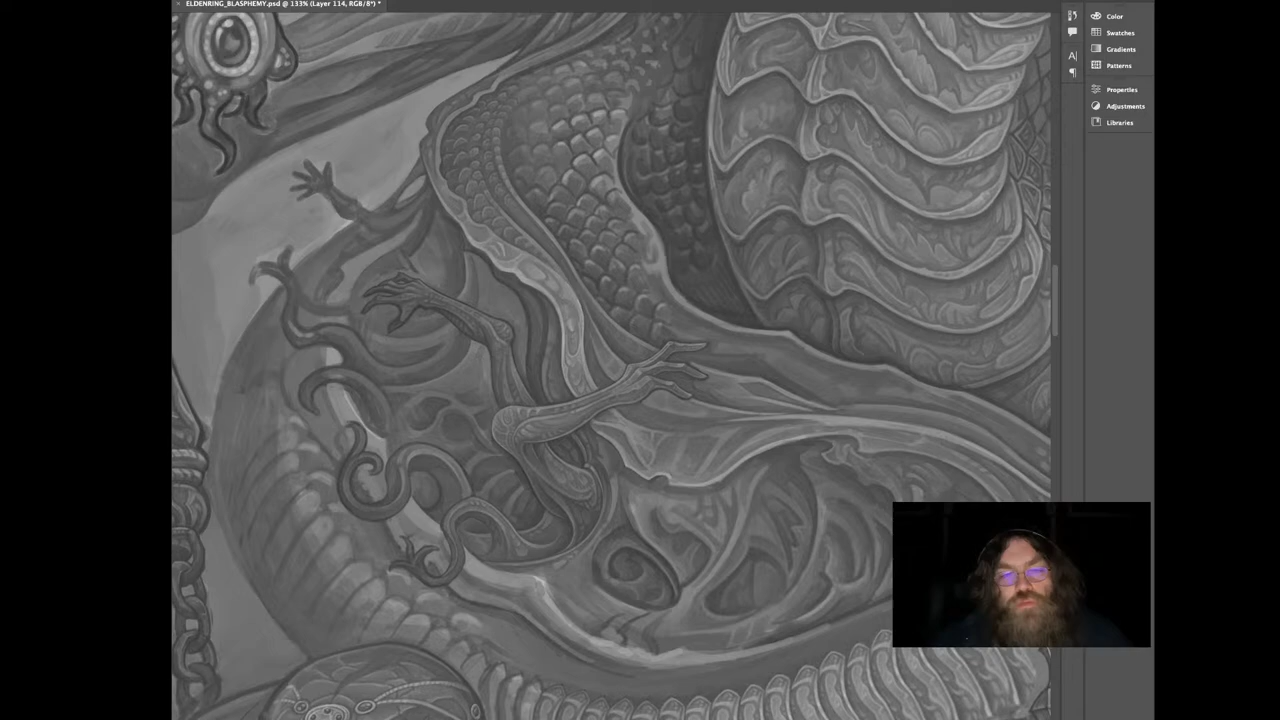 × ELDENRING_BLASPHEMY.psd @ 133% (Layer 114, RGB/8*) *
Color
Swatches
A| Gradients
¶ Patterns
Properties
Adjustments
Libraries